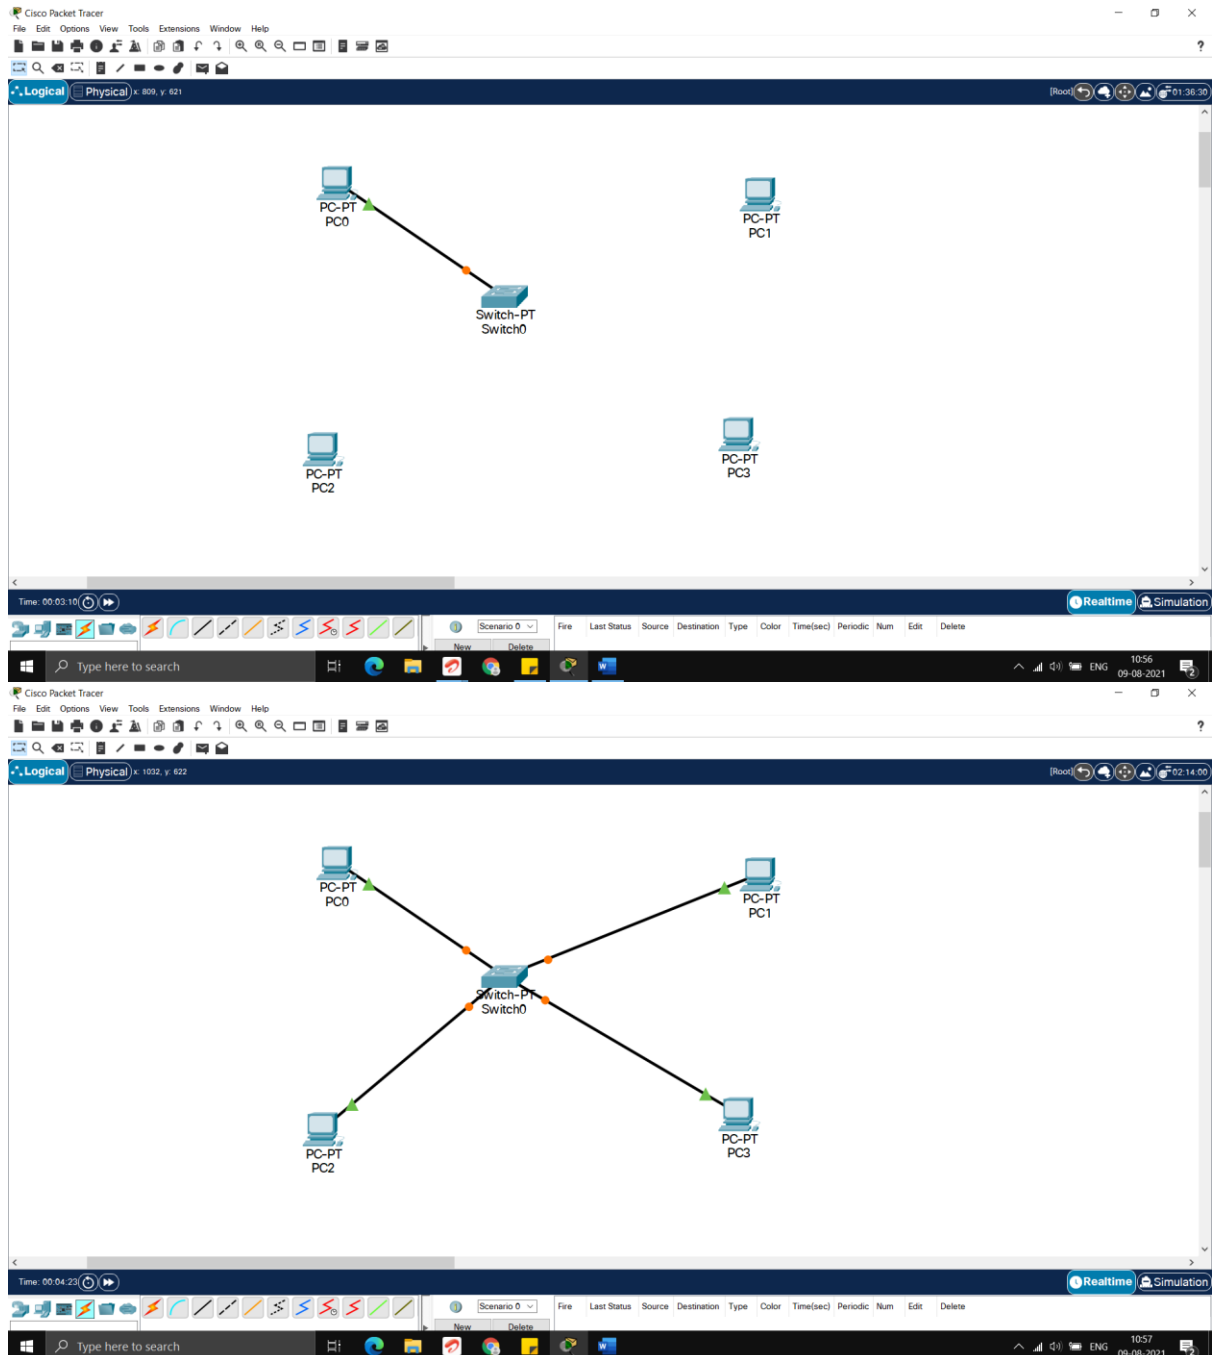 Cisco Packet Tracer
File Edit Options View Tools Extensions Window Help
?
Logical Physical x: 809, y: 621 [Root] 01:36:30
PC-PT
PC0
PC-PT
PC1
Switch-PT
Switch0
PC-PT
PC2
PC-PT
PC3
Time: 00:03:10 Realtime Simulation
Scenario 0 Fire Last Status Source Destination Type Color Time(sec) Periodic Num Edit Delete
New Delete
Type here to search ENG 10:56
09-08-2021 2
Cisco Packet Tracer
File Edit Options View Tools Extensions Window Help
?
Logical Physical x: 1032, y: 622 [Root] 02:14:00
PC-PT
PC0
PC-PT
PC1
Switch-PT
Switch0
PC-PT
PC2
PC-PT
PC3
Time: 00:04:23 Realtime Simulation
Scenario 0 Fire Last Status Source Destination Type Color Time(sec) Periodic Num Edit Delete
New Delete
Type here to search ENG 10:57
09-08-2021 2